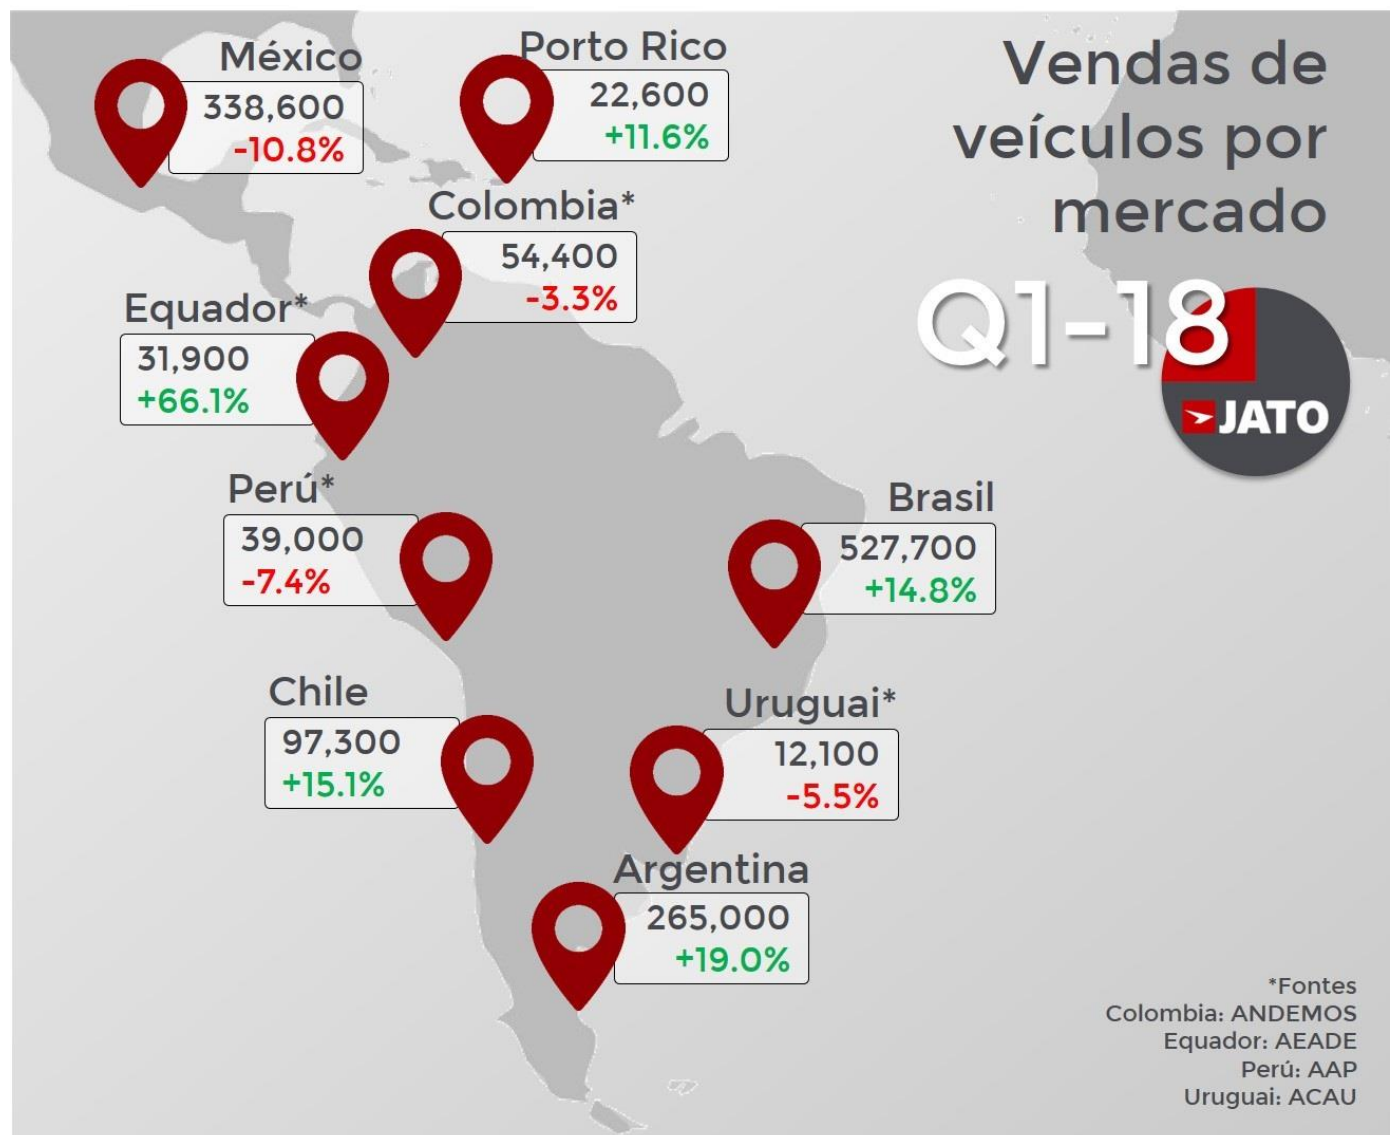 Vendas de
veículos por
mercado
Q1-18
JATO
México
338,600
-10.8%
Porto Rico
22,600
+11.6%
Colombia*
54,400
-3.3%
Equador*
31,900
+66.1%
Perú*
39,000
-7.4%
Brasil
527,700
+14.8%
Chile
97,300
+15.1%
Uruguai*
12,100
-5.5%
Argentina
265,000
+19.0%
*Fontes
Colombia: ANDEMOS
Equador: AEADE
Perú: AAP
Uruguai: ACAU